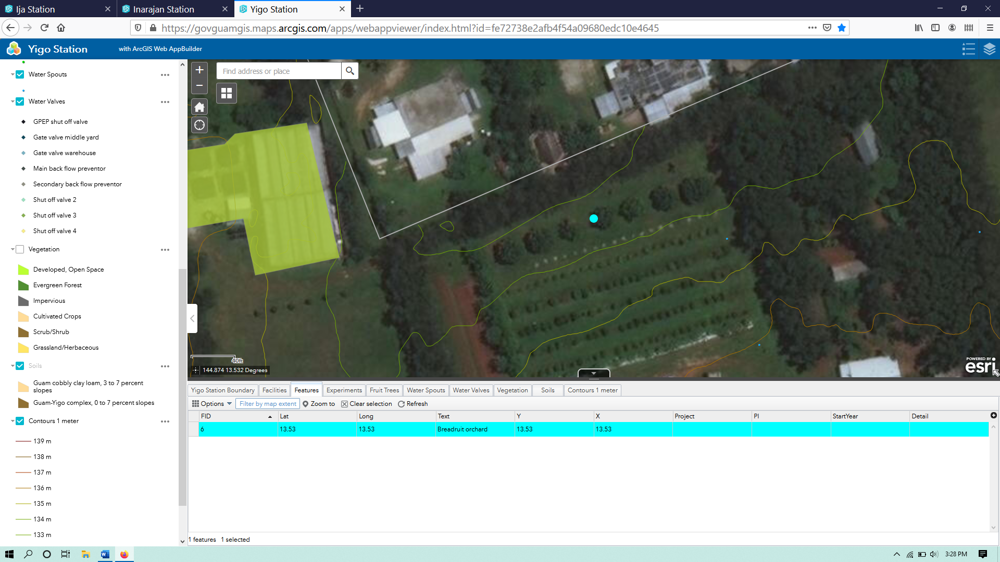 Ija Station
Inarajan Station
Yigo Station
https://govguamgis.maps.arcgis.com/apps/webappviewer/index.html?id=fe72738e2afb4f54a09680edc10e4645
Yigo Station
with ArcGIS Web AppBuilder
Water Spouts
Water Valves
GPEP shut off valve
Gate valve middle yard
Gate valve warehouse
Main back flow preventor
Secondary back flow preventor
Shut off valve 2
Shut off valve 3
Shut off valve 4
Vegetation
Developed, Open Space
Evergreen Forest
Impervious
Cultivated Crops
Scrub/Shrub
Grassland/Herbaceous
Soils
Guam cobbly clay loam, 3 to 7 percent
slopes
Guam-Yigo complex, 0 to 7 percent slopes
Contours 1 meter
139 m
138 m
137 m
136 m
135 m
134 m
133 m
+
−
Find address or place
40ft
144.874 13.532 Degrees
POWERED BY
esri
Yigo Station Boundary Facilities Features Experiments Fruit Trees Water Spouts Water Valves Vegetation Soils Contours 1 meter
Options Filter by map extent Zoom to Clear selection Refresh
FID Lat Long Text Y X Project PI StartYear Detail
6 13.53 13.53 Breadruit orchard 13.53 13.53
1 features 1 selected
3:28 PM